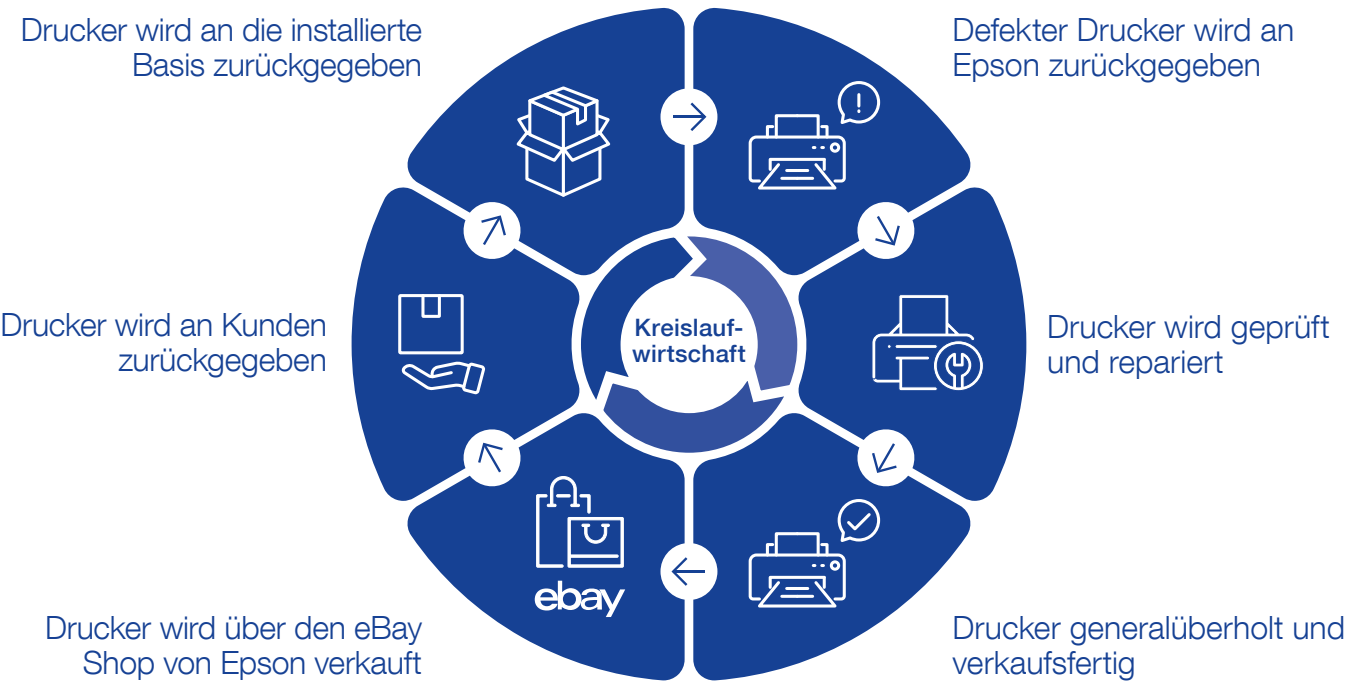 Drucker wird an die installierte
Basis zurückgegeben
Defekter Drucker wird an
Epson zurückgegeben
Drucker wird an Kunden
zurückgegeben
Kreislauf-
wirtschaft
Drucker wird geprüft
und repariert
ebay
Drucker wird über den eBay
Shop von Epson verkauft
Drucker generalüberholt und
verkaufsfertig